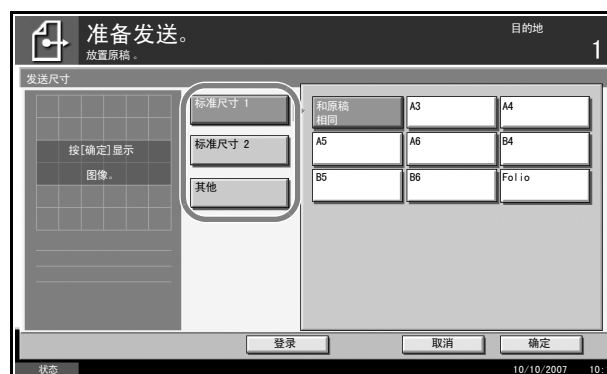 准备发送。
放置原稿。
目的地
1
发送尺寸
按[确定]显示
图像。
标准尺寸 1
标准尺寸 2
其他
和原稿
相同
A3
A4
A5
A6
B4
B5
B6
Folio
登录
取消
确定
状态
10/10/2007 10: